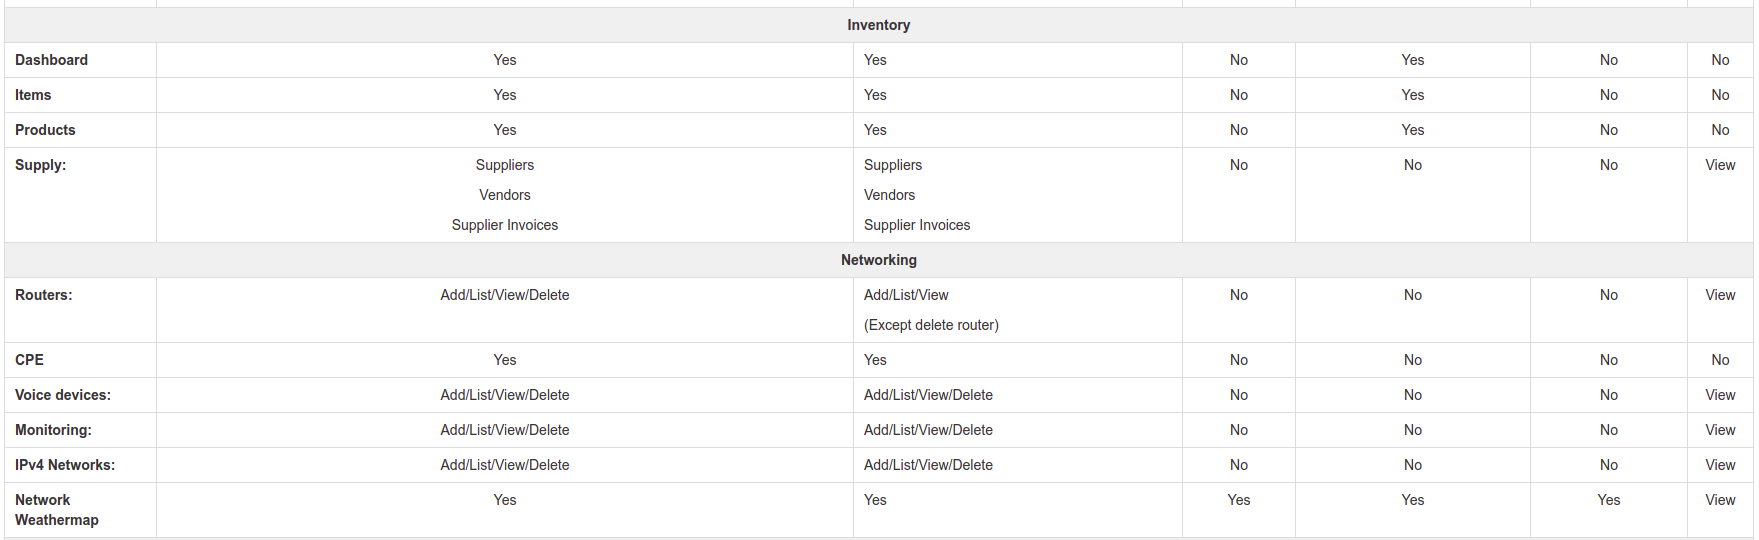 Inventory
Dashboard Yes Yes No Yes No No
Items Yes Yes No Yes No No
Products Yes Yes No Yes No No
Supply: Suppliers Suppliers No No No View
Vendors Vendors
Supplier Invoices Supplier Invoices
Networking
Routers: Add/List/View/Delete Add/List/View No No No View
(Except delete router)
CPE Yes Yes No No No No
Voice devices: Add/List/View/Delete Add/List/View/Delete No No No View
Monitoring: Add/List/View/Delete Add/List/View/Delete No No No View
IPv4 Networks: Add/List/View/Delete Add/List/View/Delete No No No View
Network Yes Yes Yes Yes Yes View
Weathermap